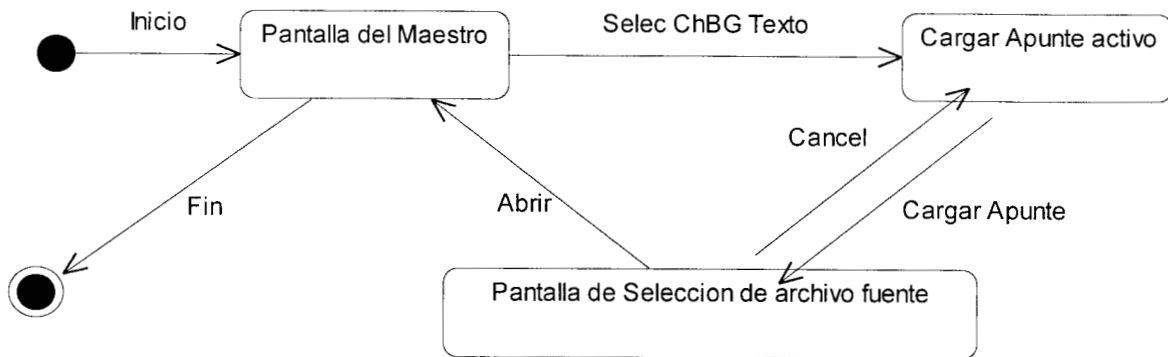 Inicio
Pantalla del Maestro
Selec ChBG Texto
Cargar Apunte activo
Cancel
Fin
Abrir
Cargar Apunte
Pantalla de Seleccion de archivo fuente